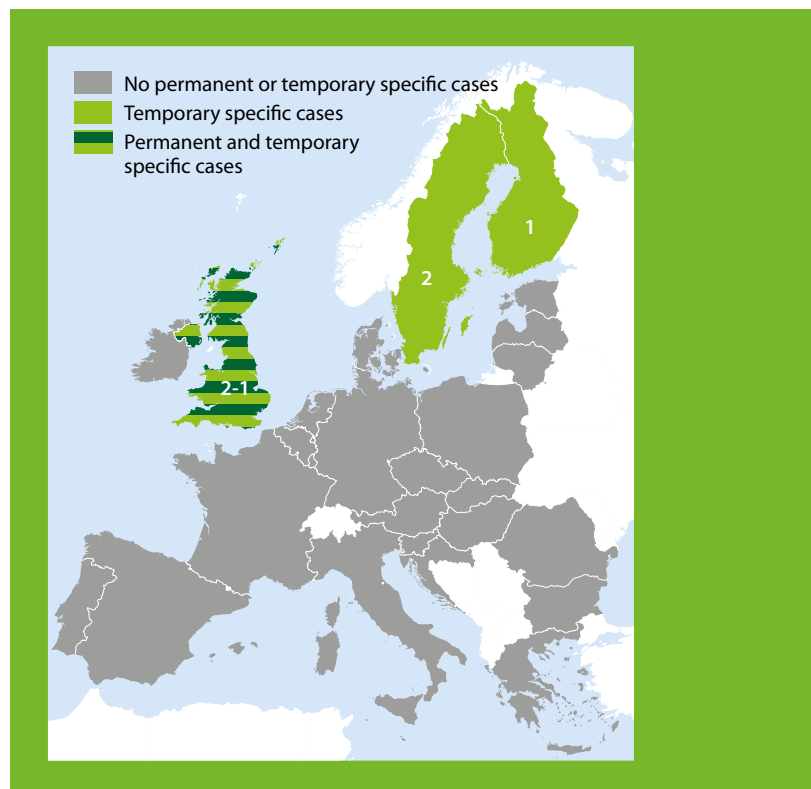 No permanent or temporary specific cases
Temporary specific cases
Permanent and temporary
specific cases
1
2
2-1